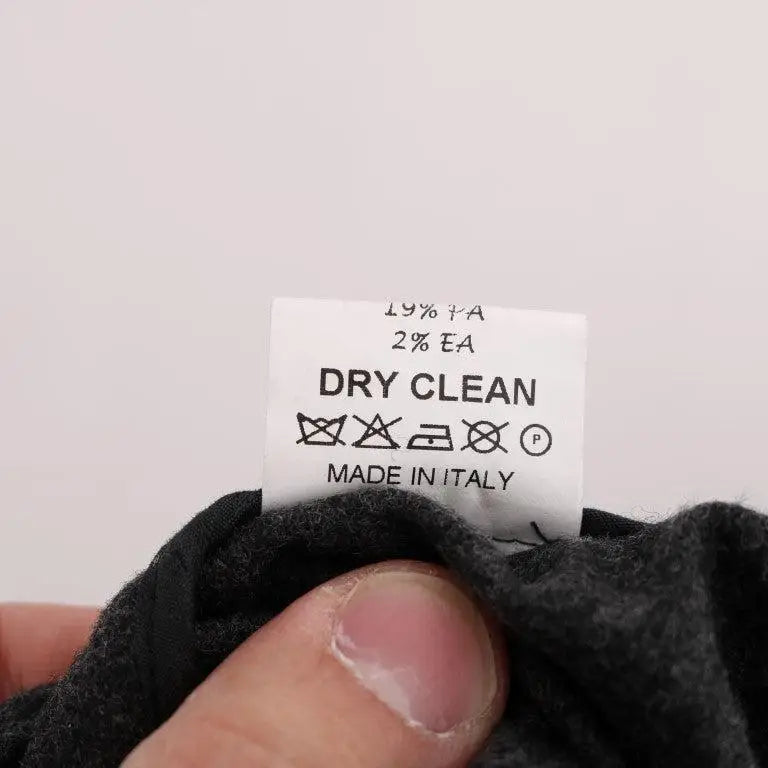 19% PA
2% EA
DRY CLEAN
P
MADE IN ITALY